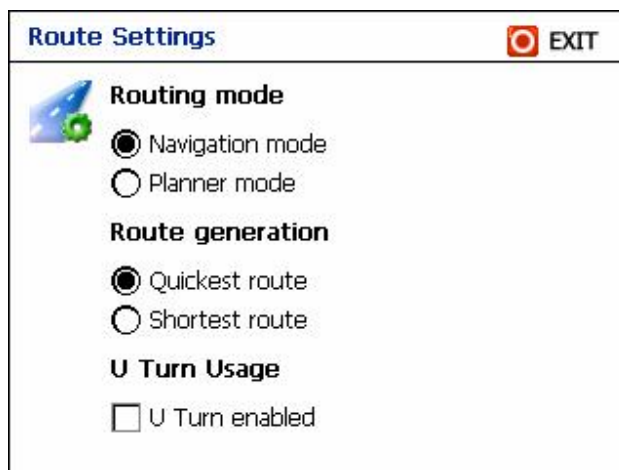 Route Settings
EXIT
Routing mode
Navigation mode
Planner mode
Route generation
Quickest route
Shortest route
U Turn Usage
U Turn enabled